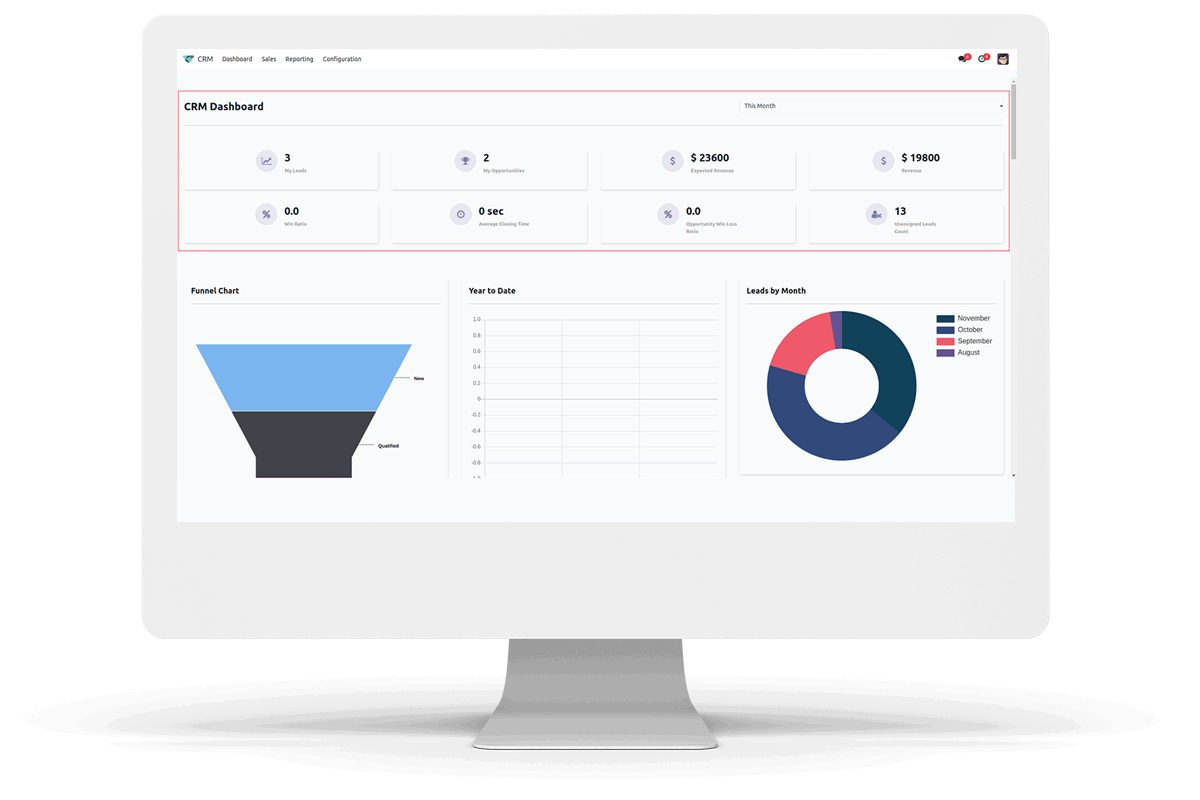 CRM Dashboard Sales Reporting Configuration
CRM Dashboard
This Month
3
My Leads
2
My Opportunities
$ 23600
Expected Revenue
$ 19800
Revenue
0.0
Win Ratio
0 sec
Average Closing Time
0.0
Opportunity Win Loss
Ratio
13
Unassigned Leads
Count
Funnel Chart
New
Qualified
Year to Date
1.0
0.8
0.6
0.4
0.2
0
-0.2
-0.4
-0.6
-0.8
Leads by Month
November
October
September
August